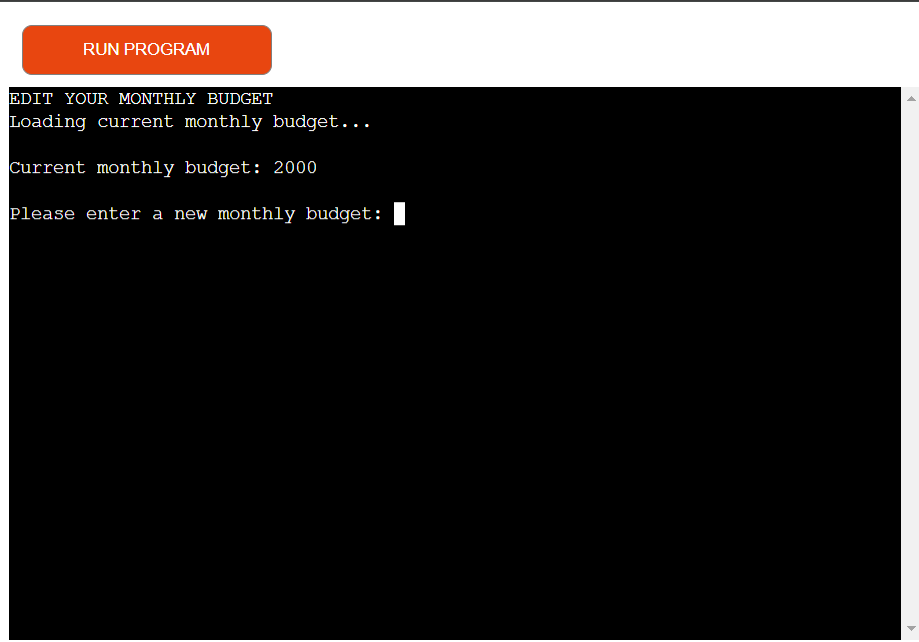 RUN PROGRAM
EDIT YOUR MONTHLY BUDGET
Loading current monthly budget...
Current monthly budget: 2000
Please enter a new monthly budget: